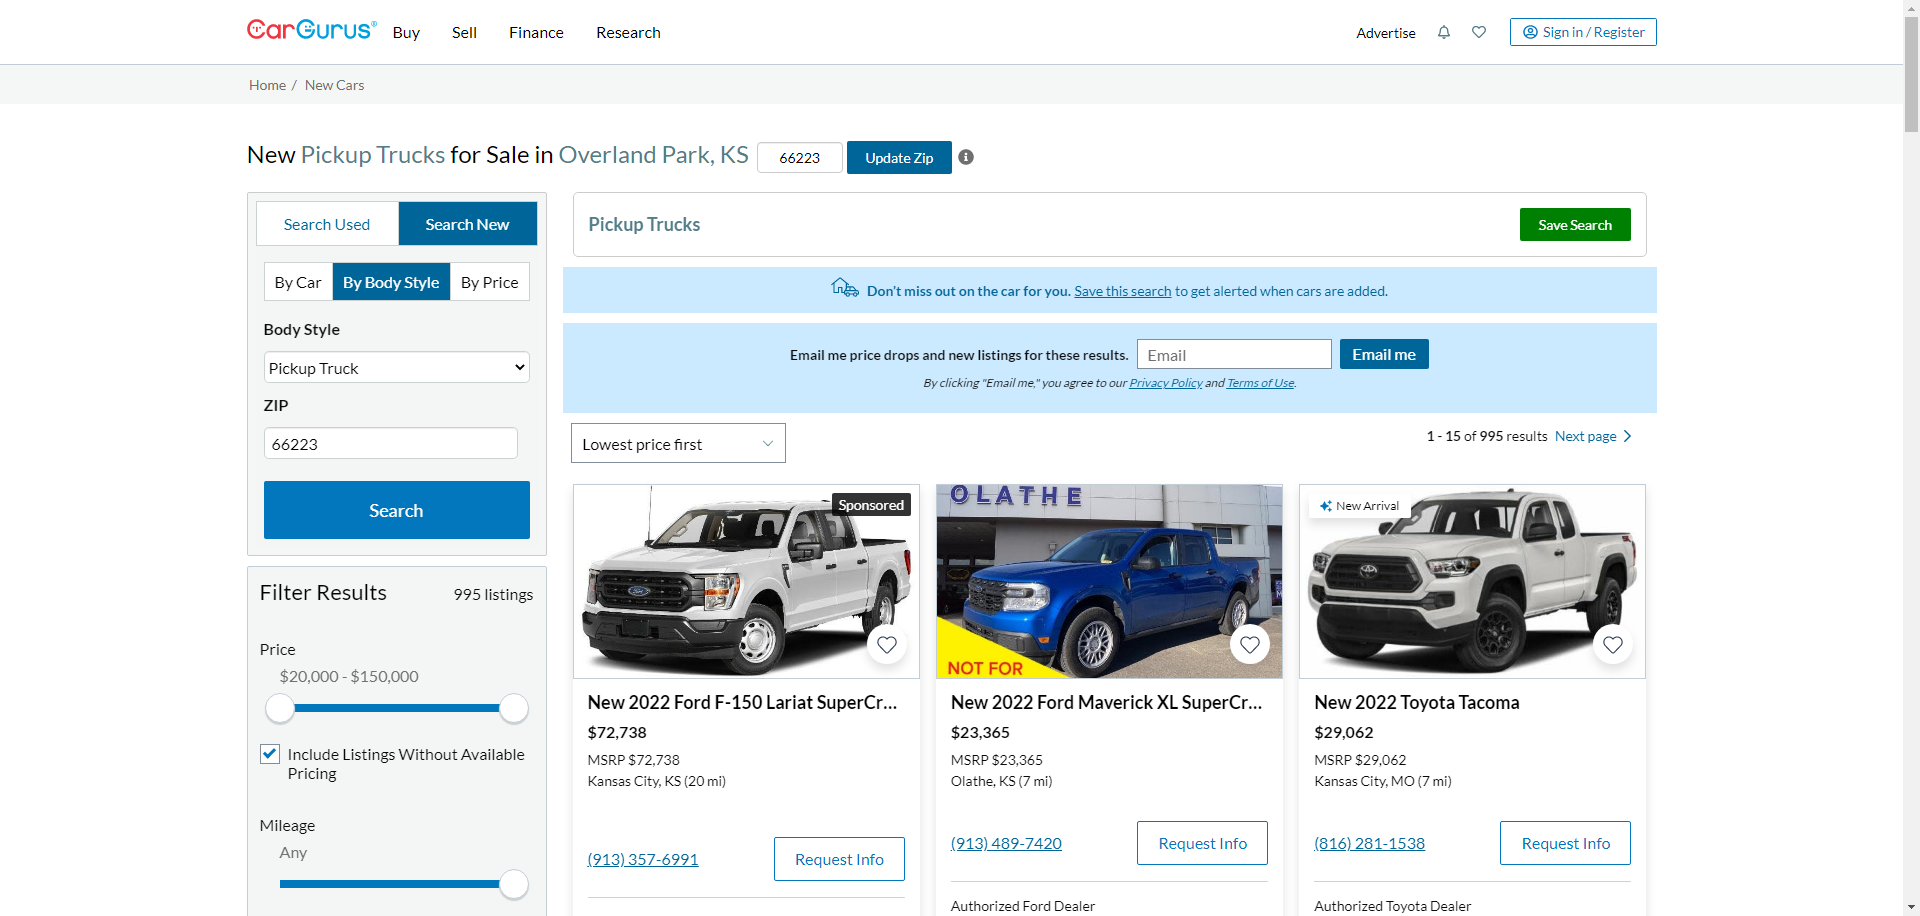 CarGurus®
Buy
Sell
Finance
Research
Advertise
Sign in / Register
Home / New Cars
New Pickup Trucks for Sale in Overland Park, KS
66223
Update Zip
Search Used
Search New
By Car
By Body Style
By Price
Body Style
Pickup Truck
ZIP
66223
Search
Filter Results
995 listings
Price
$20,000 - $150,000
Include Listings Without Available
Pricing
Mileage
Any
Pickup Trucks
Save Search
Don't miss out on the car for you. Save this search to get alerted when cars are added.
Email me price drops and new listings for these results.
Email
Email me
By clicking "Email me," you agree to our Privacy Policy and Terms of Use.
Lowest price first
1 - 15 of 995 results
Next page
Sponsored
Ford
New 2022 Ford F-150 Lariat SuperCr...
$72,738
MSRP $72,738
Kansas City, KS (20 mi)
(913) 357-6991
Request Info
OLATHE
NOT FOR
New 2022 Ford Maverick XL SuperCr...
$23,365
MSRP $23,365
Olathe, KS (7 mi)
(913) 489-7420
Request Info
Authorized Ford Dealer
New Arrival
New 2022 Toyota Tacoma
$29,062
MSRP $29,062
Kansas City, MO (7 mi)
(816) 281-1538
Request Info
Authorized Toyota Dealer